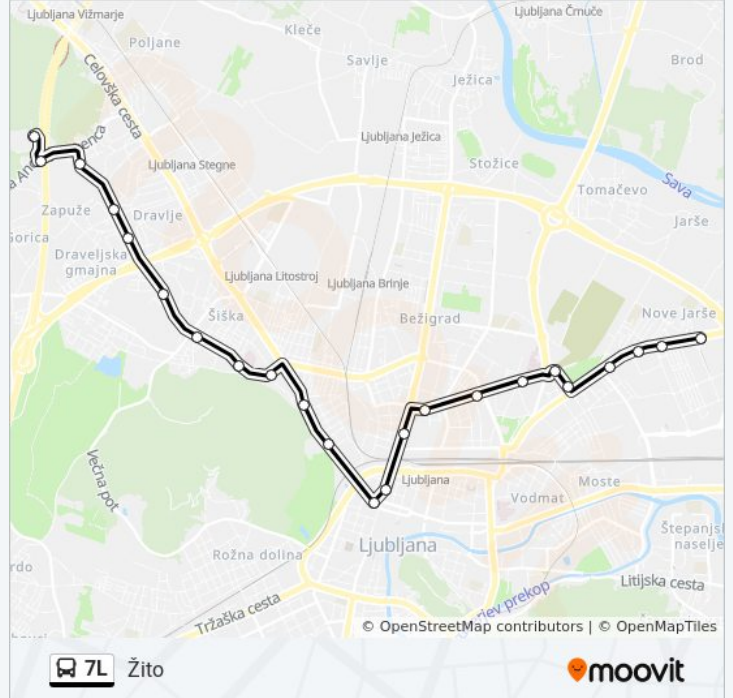 Ljubljana Vižmarje
Ljubljana Črnuče
Kleče
Poljane
Savlje
Brod
Celovška cesta
Ježica
Ljubljana Ježica
Ljubljana Stegne
Stožice
Sava
Tomačevo
Zapuže
Dravlje
Jarše
Gorica
Draveljska
gmajna
Ljubljana Litostroj
Ljubljana Brinje
Šiška
Bežigrad
Nove Jarše
Večna pot
Ljubljana
Moste
Vodmat
Štepanjs
naselje
Ljubljana
Rožna dolina
Litijska cesta
Tržaška cesta
prekop
© OpenStreetMap contributors | © OpenMapTiles
7L Žito
moovit